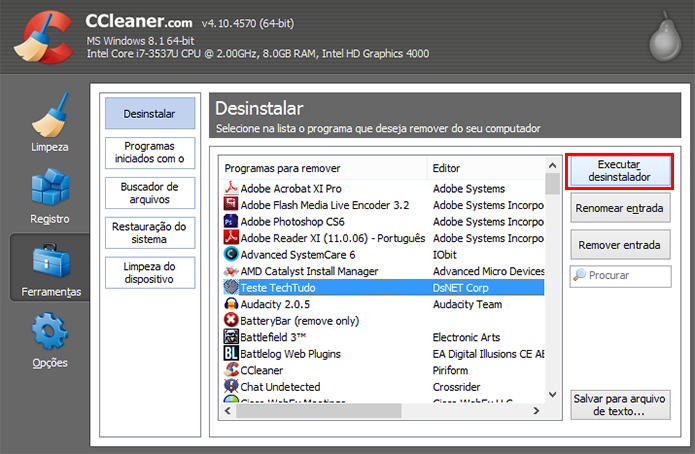 CCleaner.com v4.10.4570 (64-bit)
MS Windows 8.1 64-bit
Intel Core i7-3537U CPU @ 2.00GHz, 8.0GB RAM, Intel HD Graphics 4000
Limpeza
Registro
Ferramentas
Opções
Desinstalar
Programas
iniciados com o
Buscador de
arquivos
Restauração do
sistema
Limpeza do
dispositivo
Desinstalar
Selecione na lista o programa que deseja remover do seu computador
Programas para remover Editor
Adobe Acrobat XI Pro Adobe Systems
Adobe Flash Media Live Encoder 3.2 Adobe Systems Incorpo
Adobe Photoshop CS6 Adobe Systems Incorpo
Adobe Reader XI (11.0.06) - Português Adobe Systems Incorpo
Advanced SystemCare 6 IObit
AMD Catalyst Install Manager Advanced Micro Devices
Teste TechTudo DsNET Corp
Audacity 2.0.5 Audacity Team
BatteryBar (remove only)
Battlefield 3™ Electronic Arts
Battlelog Web Plugins EA Digital Illusions CE AB
CCleaner Piriform
Chat Undetected Crossrider
Cisco WebEx Meetings Cisco WebEx LLC
Executar
desinstalador
Renomear entrada
Remover entrada
Procurar
Salvar para arquivo
de texto...